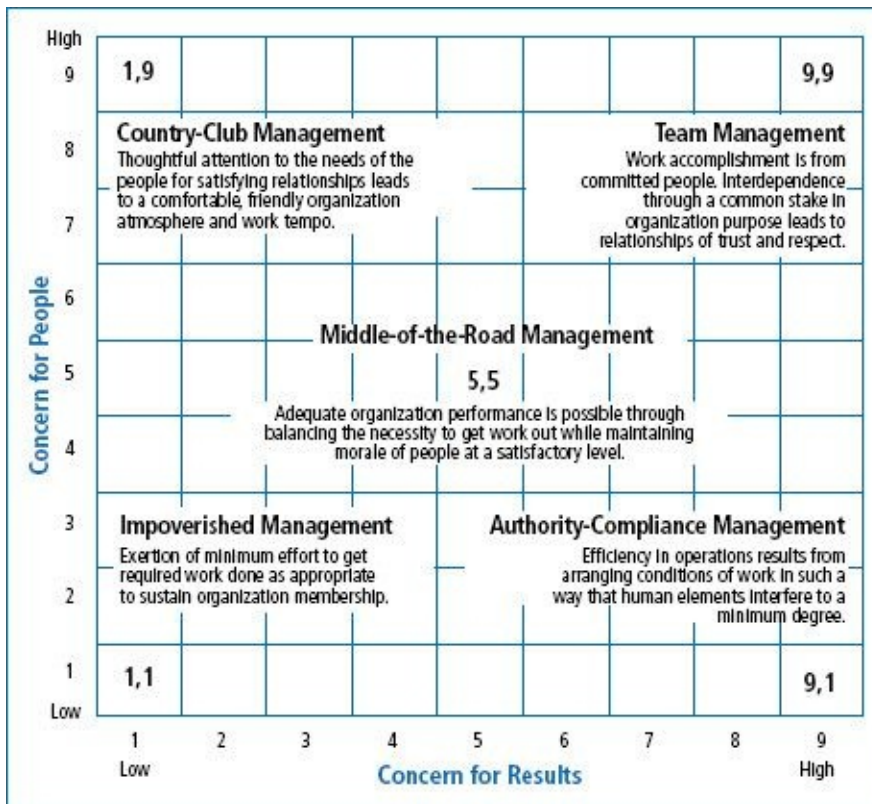 High
9
1,9
9,9
8
Country-Club Management
Thoughtful attention to the needs of the
people for satisfying relationships leads
to a comfortable, friendly organization
atmosphere and work tempo.
Team Management
Work accomplishment is from
committed people. Interdependence
through a common stake in
organization purpose leads to
relationships of trust and respect.
7
6
Concern for People
Middle-of-the-Road Management
5
5,5
Adequate organization performance is possible through
balancing the necessity to get work out while maintaining
morale of people at a satisfactory level.
4
3
Impoverished Management
Exertion of minimum effort to get
required work done as appropriate
to sustain organization membership.
Authority-Compliance Management
Efficiency in operations results from
arranging conditions of work in such a
way that human elements interfere to a
minimum degree.
2
1
Low
1,1
9,1
1
2
3
4
5
6
7
8
9
Low
Concern for Results
High